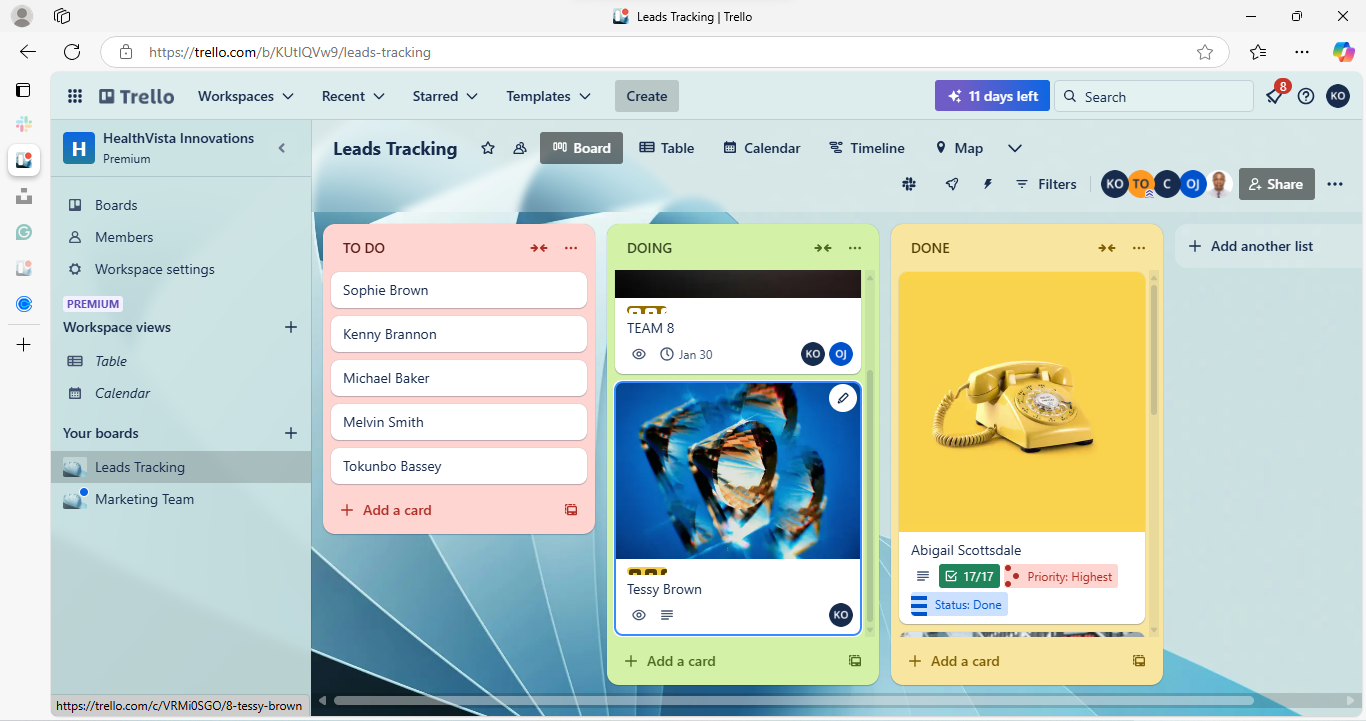 Leads Tracking | Trello
https://trello.com/b/KUtIQVw9/leads-tracking
Trello
Workspaces
Recent
Starred
Templates
Create
11 days left
Search
8
KO
H
HealthVista Innovations
Premium
Boards
Members
Workspace settings
PREMIUM
Workspace views
Table
Calendar
Your boards
Leads Tracking
Marketing Team
https://trello.com/c/VRMi0SGO/8-tessy-brown
Leads Tracking
Board
Table
Calendar
Timeline
Map
Filters
KO
TO
C
OJ
Share
TO DO
Sophie Brown
Kenny Brannon
Michael Baker
Melvin Smith
Tokunbo Bassey
Add a card
DOING
TEAM 8
Jan 30
KO
OJ
Tessy Brown
KO
Add a card
DONE
Abigail Scottsdale
17/17
Priority: Highest
Status: Done
Add a card
Add another list